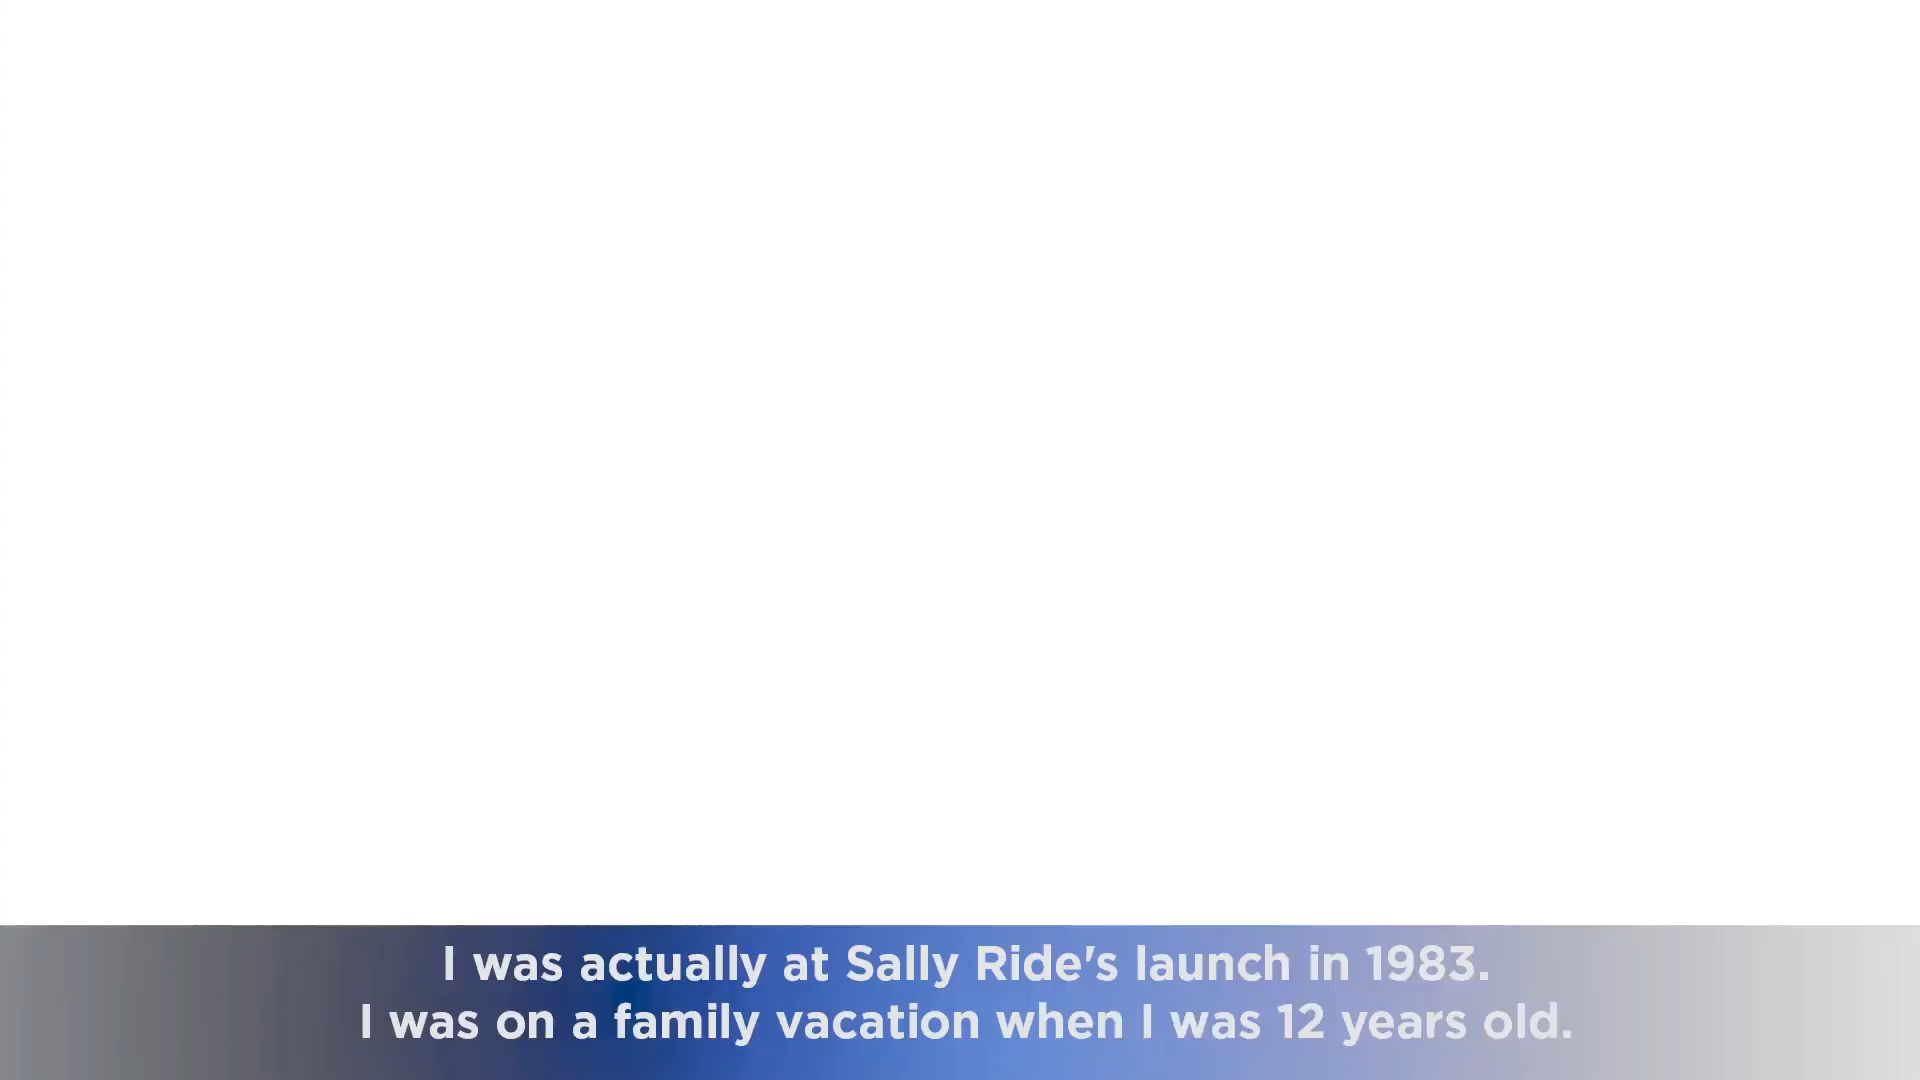 I was actually at Sally Ride's launch in 1983.
I was on a family vacation when I was 12 years old.